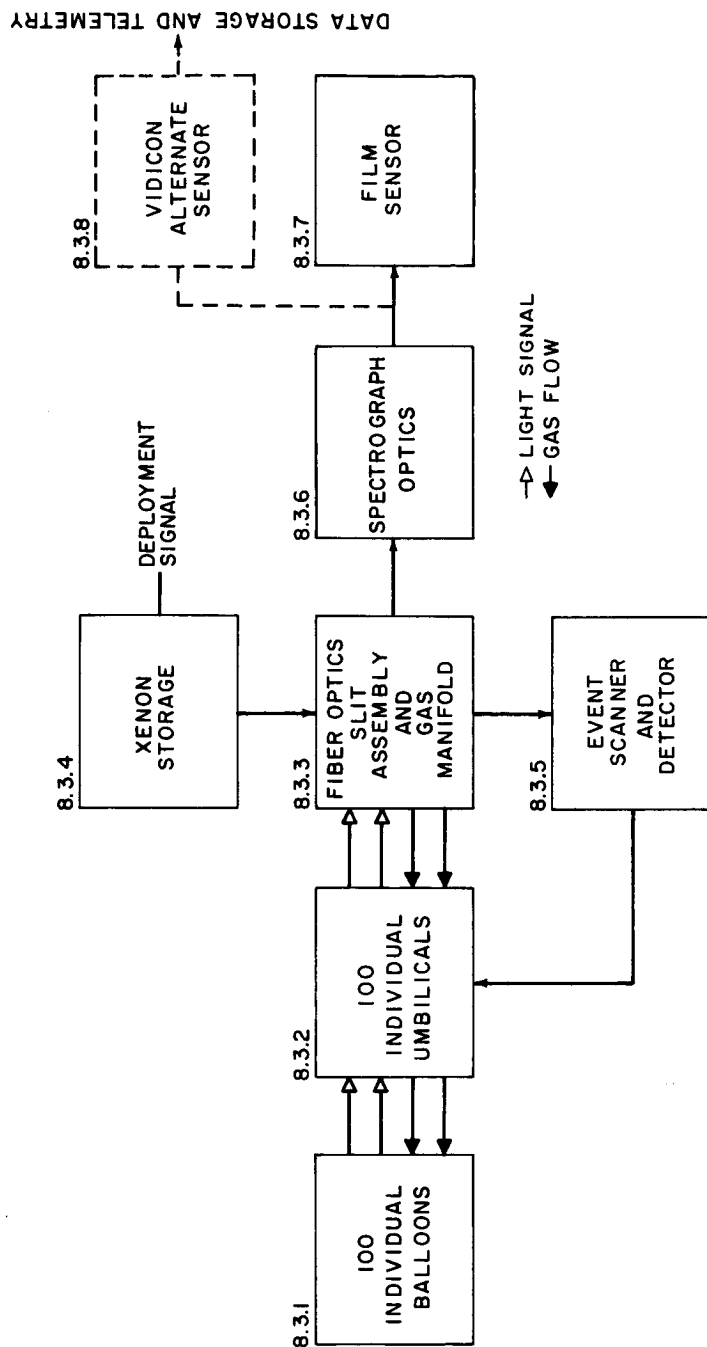 DATA STORAGE AND TELEMETRY
8.3.8
VIDICON
ALTERNATE
SENSOR
8.3.7
FILM
SENSOR
8.3.4
XENON
STORAGE
DEPLOYMENT
SIGNAL
8.3.6
SPECTROGRAPH
OPTICS
LIGHT SIGNAL
GAS FLOW
8.3.1
100
INDIVIDUAL
BALLOONS
8.3.2
100
INDIVIDUAL
UMBILICALS
8.3.3
FIBER OPTICS
SLIT
ASSEMBLY
AND
GAS
MANIFOLD
8.3.5
EVENT
SCANNER
AND
DETECTOR